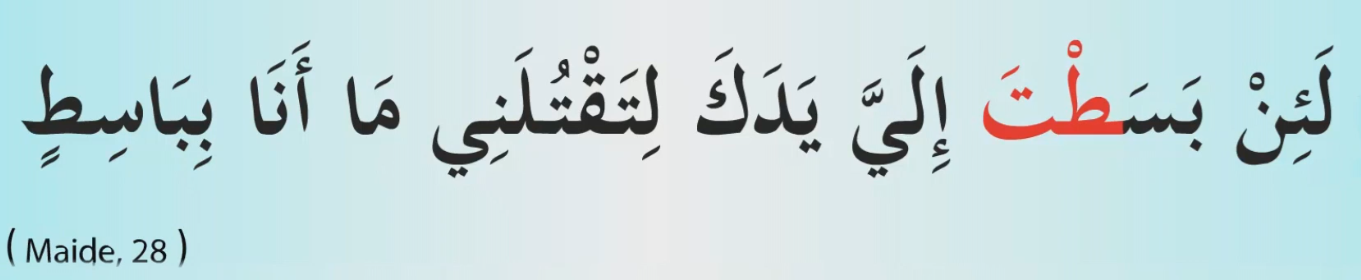 لَئِنْ بَسَطْتَ إِلَيَّ يَدَكَ لِتَقْتُلَنِي مَا أَنَا بِبَاسِطٍ
( Maide, 28 )